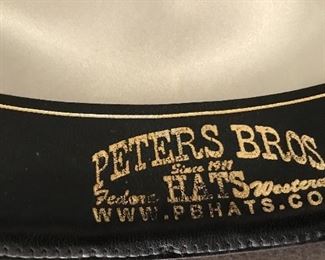 PETERS BROS.
Since 1911
Fedora HATS Western
WWW.PBHATS.CO